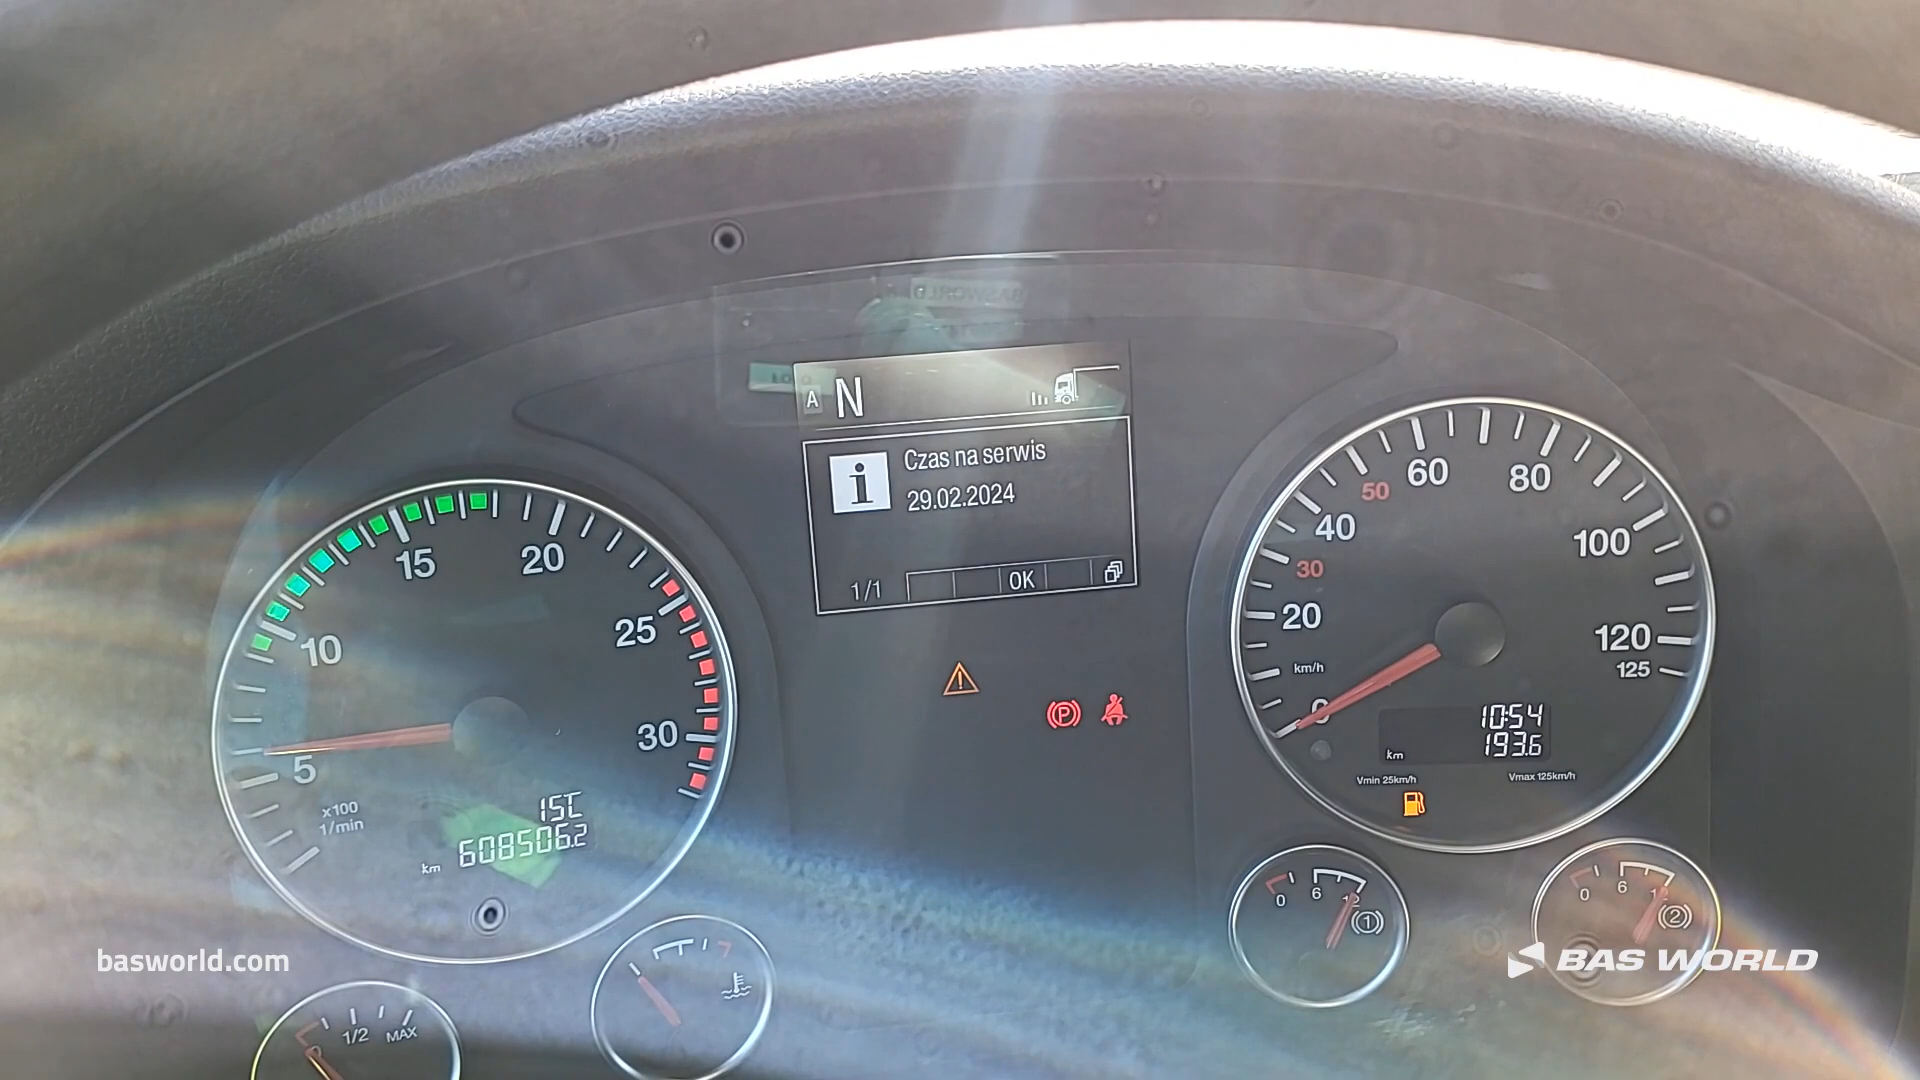 A N
Czas na serwis
29.02.2024
1/1 OK
10 15 20 25 30
5
x100
1/min
15C
km 608506.2
20 30 40 50 60 80 100 120 125
km/h
0
10:54
km 193.6
Vmin 25km/h Vmax 125km/h
P
0 6 12 1
0 6 12 2
0 1/2 MAX
basworld.com
BAS WORLD